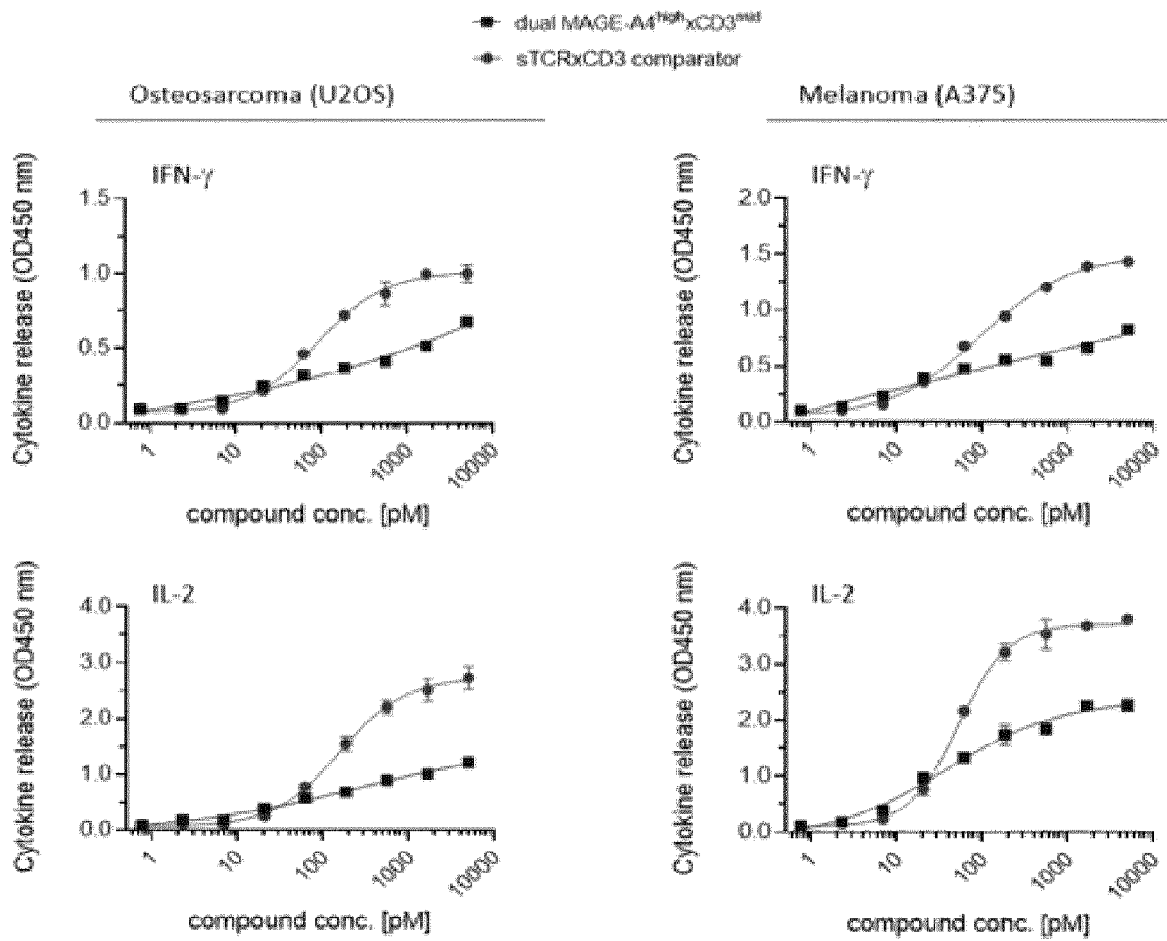 dual MAGE-A4highxCD3mid
sTCRxCD3 comparator
Osteosarcoma (U2OS)
Melanoma (A375)
IFN-γ
Cytokine release (OD450 nm)
1.5
1.0
0.5
0.0
1
10
100
1000
10000
compound conc. [pM]
IFN-γ
Cytokine release (OD450 nm)
2.0
1.5
1.0
0.5
0.0
1
10
100
1000
10000
compound conc. [pM]
IL-2
Cytokine release (OD450 nm)
4.0
3.0
2.0
1.0
0.0
1
10
100
1000
10000
compound conc. [pM]
IL-2
Cytokine release (OD450 nm)
4.0
3.0
2.0
1.0
0.0
1
10
100
1000
10000
compound conc. [pM]